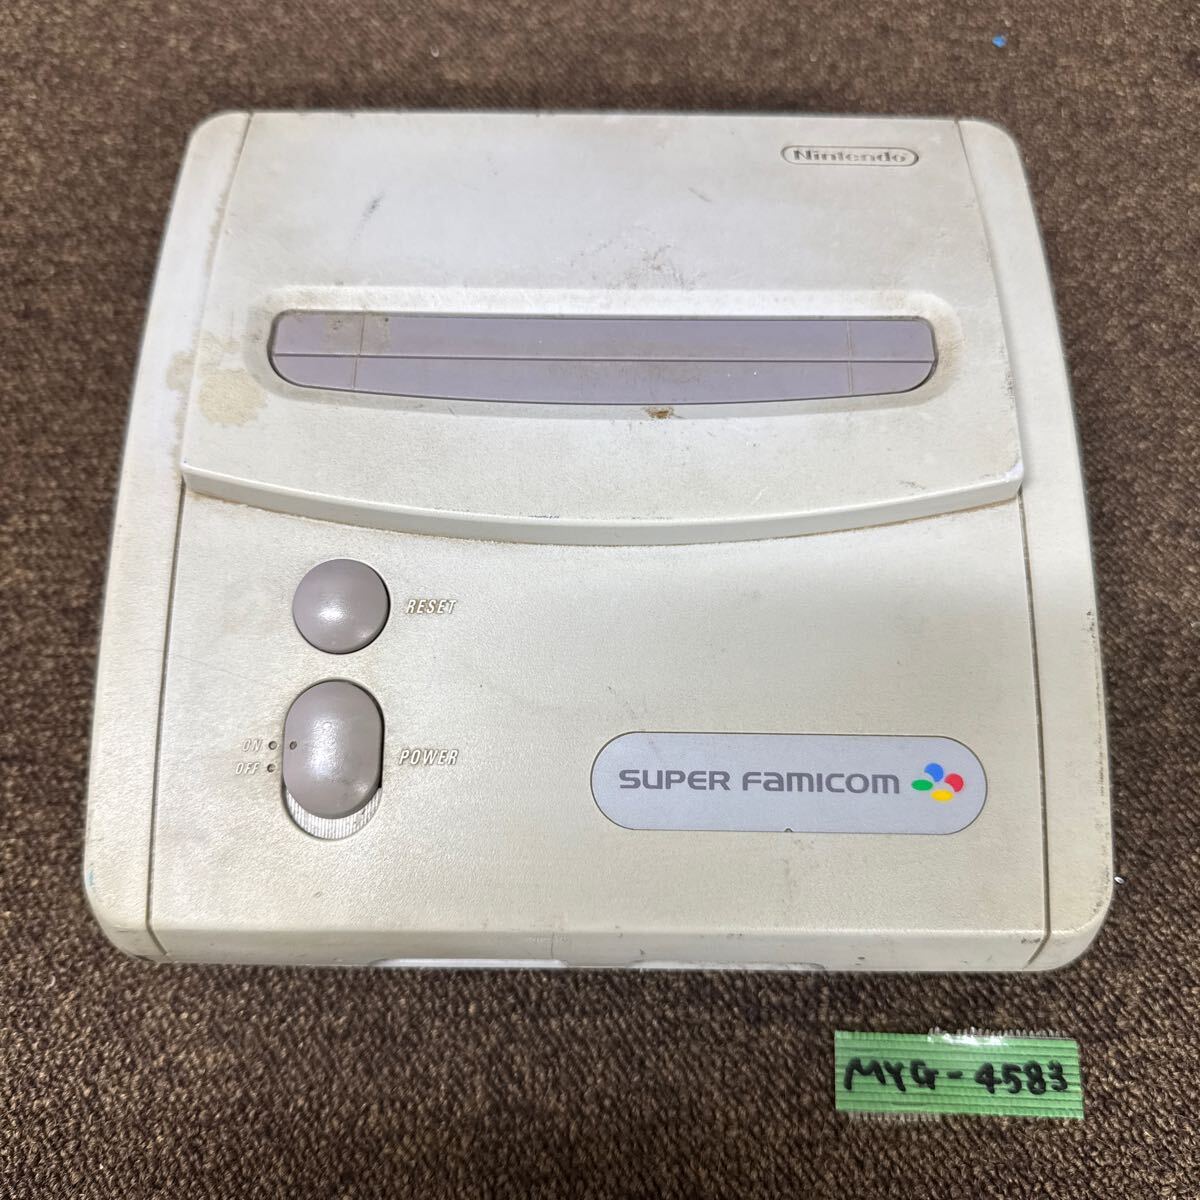 Nintendo
RESET
ON
OFF
POWER
SUPER FAMICOM
MYG-4583